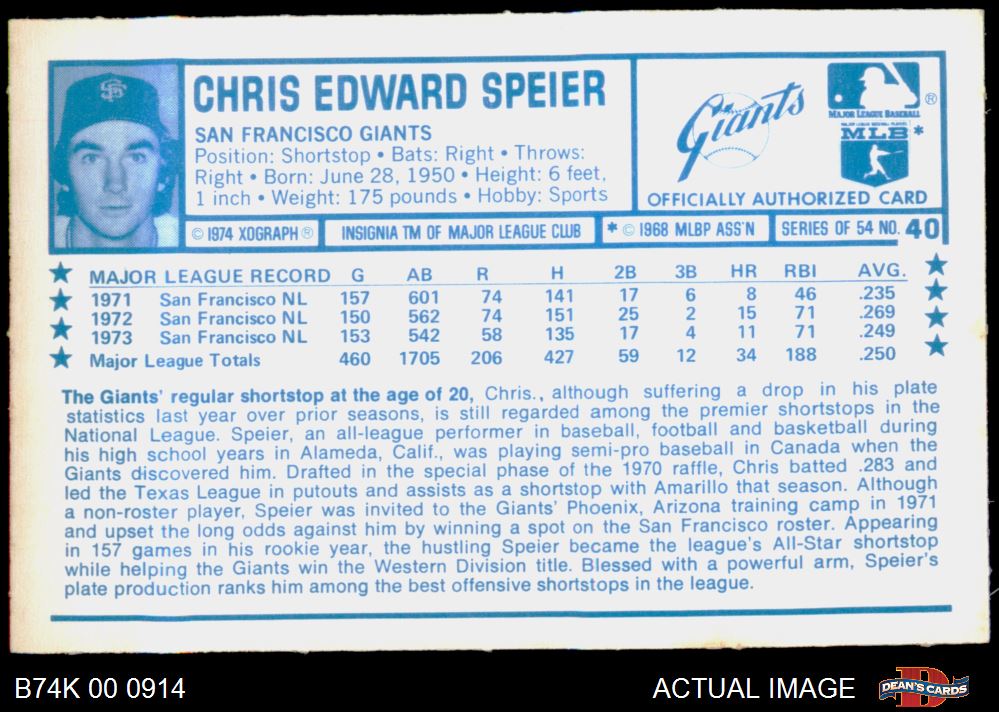 CHRIS EDWARD SPEIER
SAN FRANCISCO GIANTS
Position: Shortstop • Bats: Right • Throws:
Right • Born: June 28, 1950 • Height: 6 feet,
1 inch • Weight: 175 pounds • Hobby: Sports
SF
Giants
MAJOR LEAGUE BASEBALL ®
MAJOR LEAGUE BASEBALL PLAYERS
MLB *
OFFICIALLY AUTHORIZED CARD
© 1974 XOGRAPH ® INSIGNIA TM OF MAJOR LEAGUE CLUB * © 1968 MLBP ASS'N SERIES OF 54 NO. 40
MAJOR LEAGUE RECORD G AB R H 2B 3B HR RBI AVG.
1971 San Francisco NL 157 601 74 141 17 6 8 46 .235
1972 San Francisco NL 150 562 74 151 25 2 15 71 .269
1973 San Francisco NL 153 542 58 135 17 4 11 71 .249
Major League Totals 460 1705 206 427 59 12 34 188 .250
The Giants' regular shortstop at the age of 20, Chris., although suffering a drop in his plate
statistics last year over prior seasons, is still regarded among the premier shortstops in the
National League. Speier, an all-league performer in baseball, football and basketball during
his high school years in Alameda, Calif., was playing semi-pro baseball in Canada when the
Giants discovered him. Drafted in the special phase of the 1970 raffle, Chris batted .283 and
led the Texas League in putouts and assists as a shortstop with Amarillo that season. Although
a non-roster player, Speier was invited to the Giants' Phoenix, Arizona training camp in 1971
and upset the long odds against him by winning a spot on the San Francisco roster. Appearing
in 157 games in his rookie year, the hustling Speier became the league's All-Star shortstop
while helping the Giants win the Western Division title. Blessed with a powerful arm, Speier's
plate production ranks him among the best offensive shortstops in the league.
B74K 00 0914 ACTUAL IMAGE DEAN'S CARDS